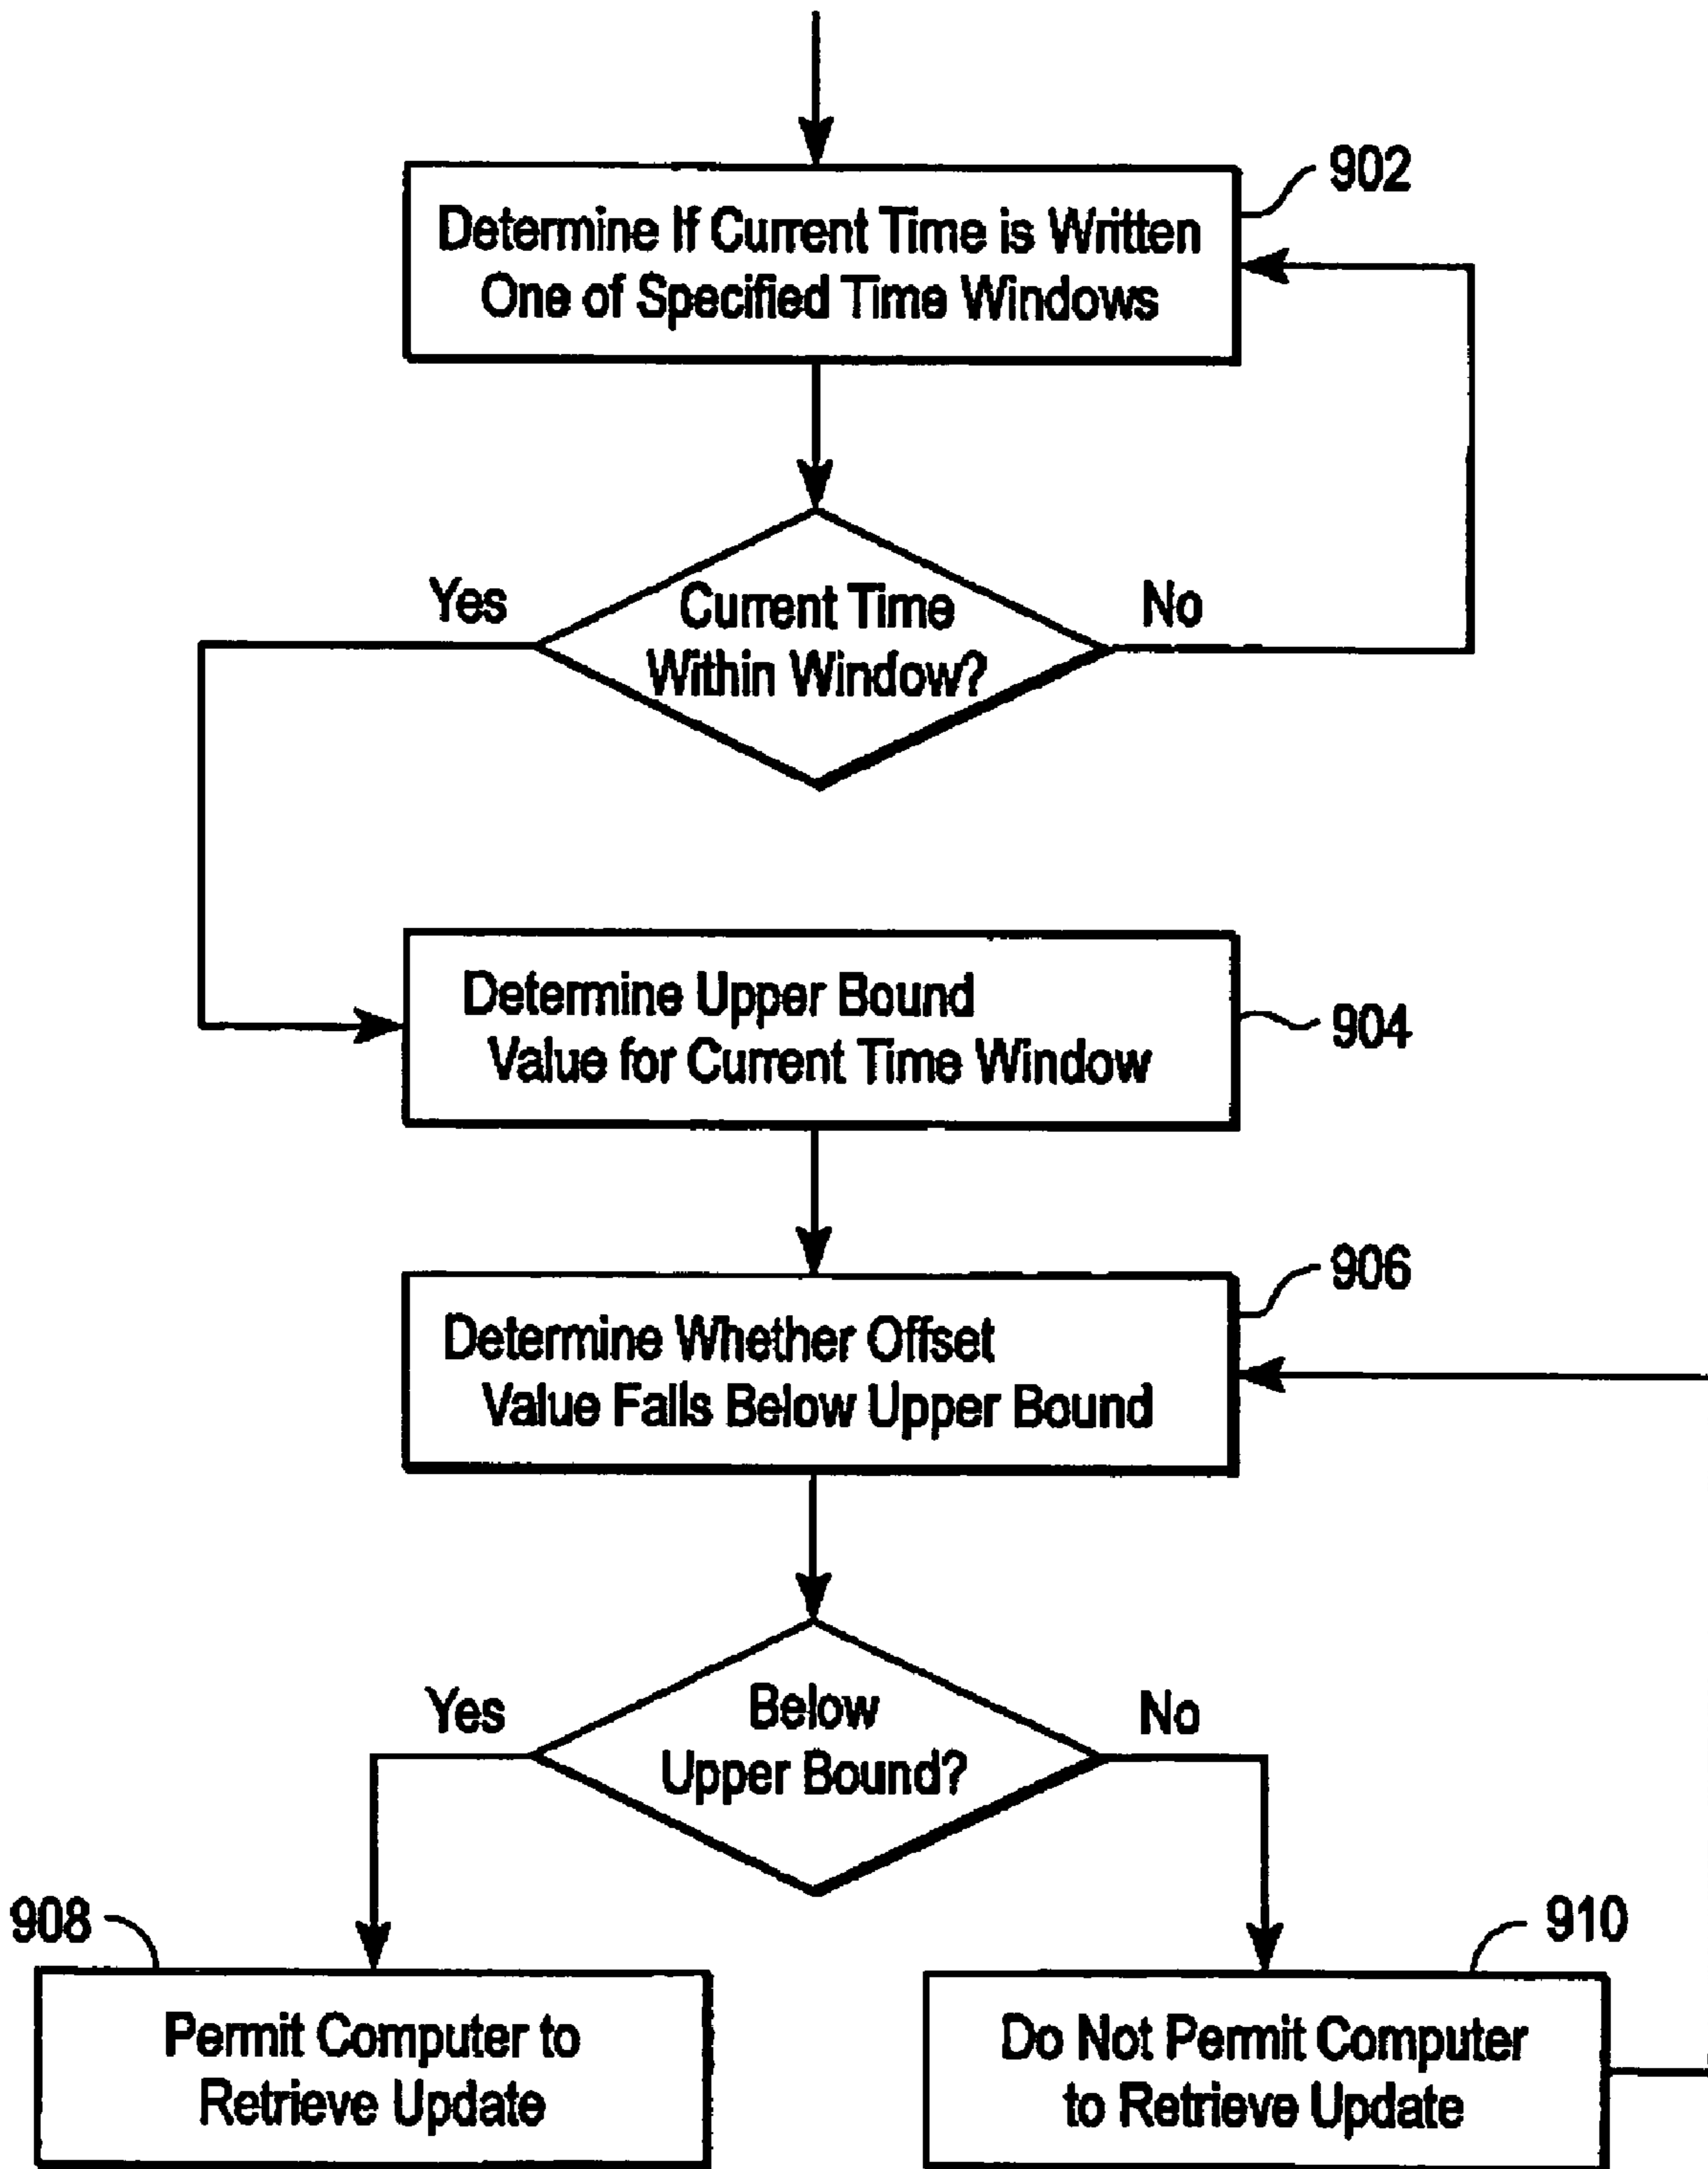 902
Determine If Current Time is Written
One of Specified Time Windows
Yes
Current Time
Within Window?
No
Determine Upper Bound
Value for Current Time Window
904
906
Determine Whether Offset
Value Falls Below Upper Bound
Yes
Below
Upper Bound?
No
908
Permit Computer to
Retrieve Update
910
Do Not Permit Computer
to Retrieve Update